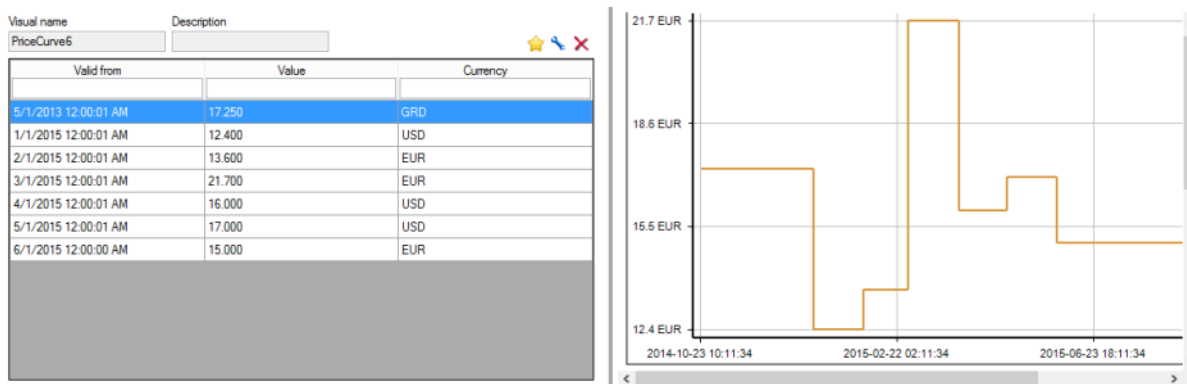 Visual name Description
PriceCurve6
Valid from Value Currency
5/1/2013 12:00:01 AM 17.250 GRD
1/1/2015 12:00:01 AM 12.400 USD
2/1/2015 12:00:01 AM 13.600 EUR
3/1/2015 12:00:01 AM 21.700 EUR
4/1/2015 12:00:01 AM 16.000 USD
5/1/2015 12:00:01 AM 17.000 USD
6/1/2015 12:00:00 AM 15.000 EUR
21.7 EUR
18.6 EUR
15.5 EUR
12.4 EUR
2014-10-23 10:11:34 2015-02-22 02:11:34 2015-06-23 18:11:34